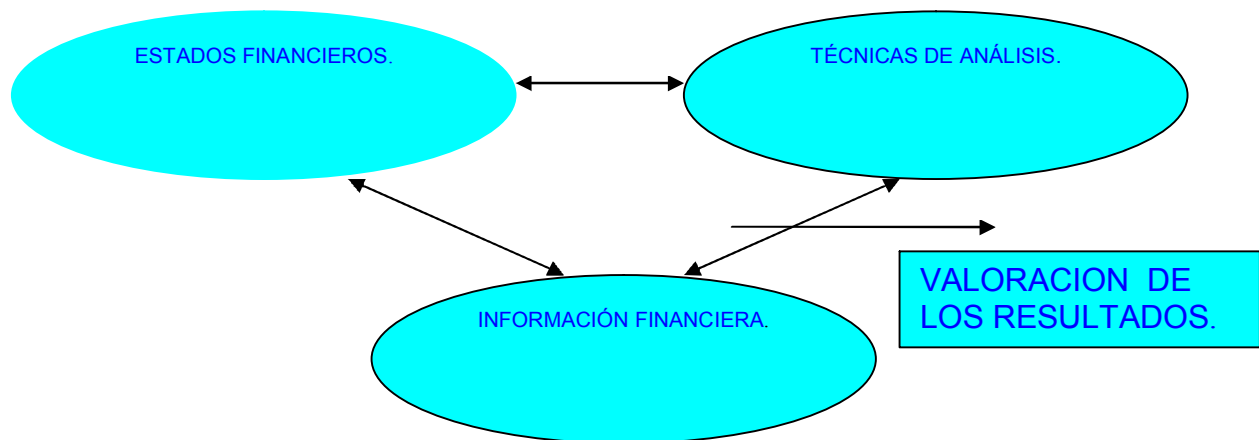 ESTADOS FINANCIEROS.
TÉCNICAS DE ANÁLISIS.
INFORMACIÓN FINANCIERA.
VALORACION DE
LOS RESULTADOS.